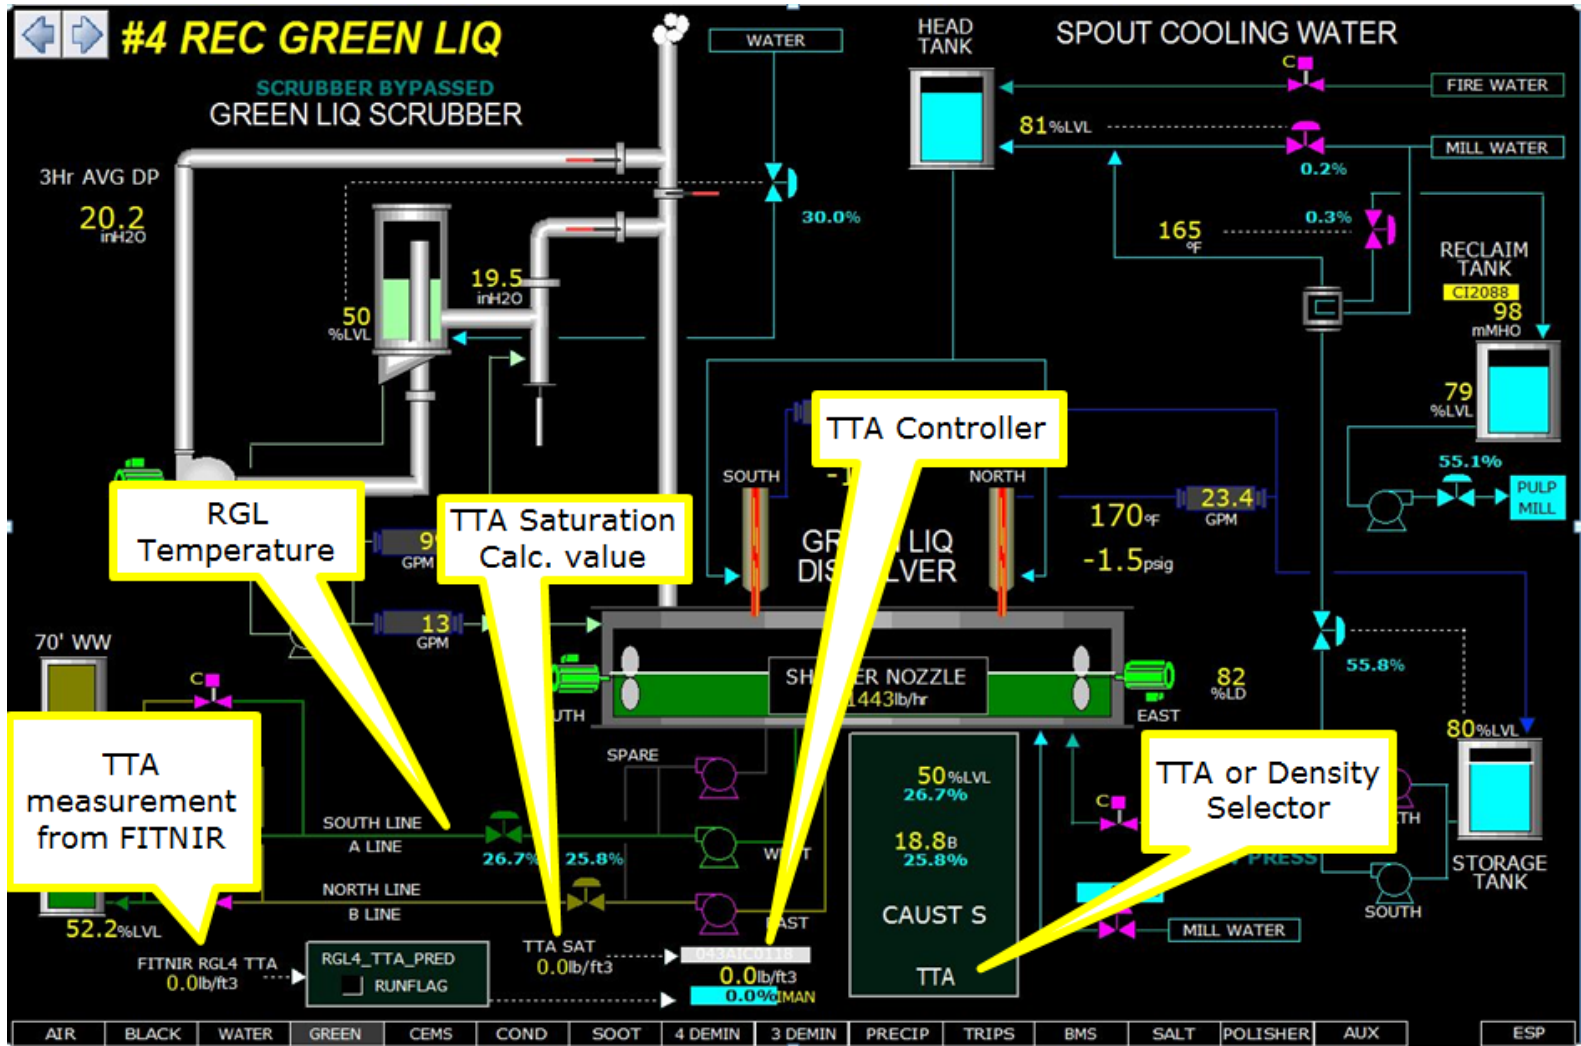 #4 REC GREEN LIQ
SCRUBBER BYPASSED
GREEN LIQ SCRUBBER
WATER
HEAD
TANK
SPOUT COOLING WATER
C
FIRE WATER
81%LVL
MILL WATER
0.2%
3Hr AVG DP
20.2
inH2O
30.0%
165
°F
0.3%
RECLAIM
TANK
CI2088
98
mMHO
19.5
inH2O
50
%LVL
79
%LVL
TTA Controller
55.1%
PULP
MILL
SOUTH
NORTH
23.4
GPM
170°F
-1.5psig
RGL
Temperature
TTA Saturation
Calc. value
GPM
13
GPM
70' WW
C
NOZZLE
1443lb/hr
EAST
82
%LD
55.8%
80%LVL
STORAGE
TANK
TTA
measurement
from FITNIR
SPARE
50%LVL
26.7%
18.8B
25.8%
CAUST S
TTA
C
TTA or Density
Selector
PRESS
SOUTH
MILL WATER
SOUTH LINE
A LINE
26.7%
25.8%
NORTH LINE
B LINE
52.2%LVL
FITNIR RGL4 TTA
0.0lb/ft3
RGL4_TTA_PRED
RUNFLAG
TTA SAT
0.0lb/ft3
043AIC0118
0.0lb/ft3
0.0%
IMAN
AIR BLACK WATER GREEN CEMS COND SOOT 4 DEMIN 3 DEMIN PRECIP TRIPS BMS SALT POLISHER AUX ESP